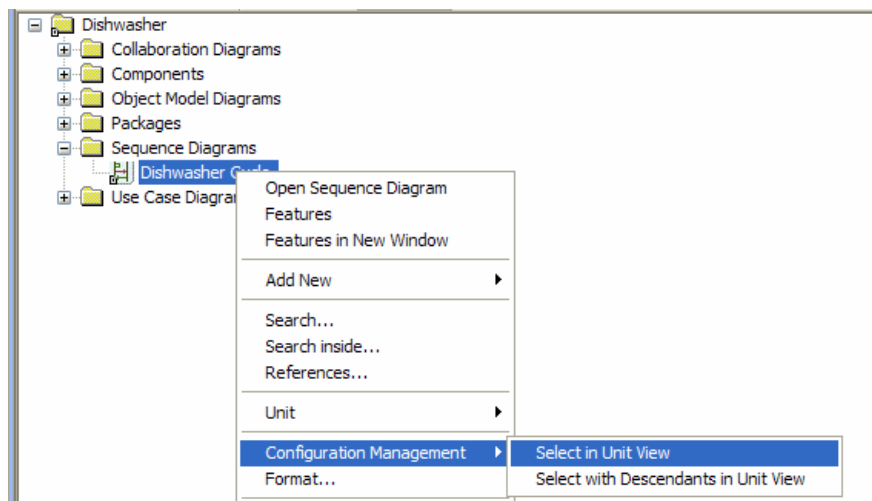 Dishwasher
Collaboration Diagrams
Components
Object Model Diagrams
Packages
Sequence Diagrams
Dishwasher
Use Case
Open Sequence Diagram
Features
Features in New Window
Add New
Search...
Search inside...
References...
Unit
Configuration Management
Select in Unit View
Format...
Select with Descendants in Unit View